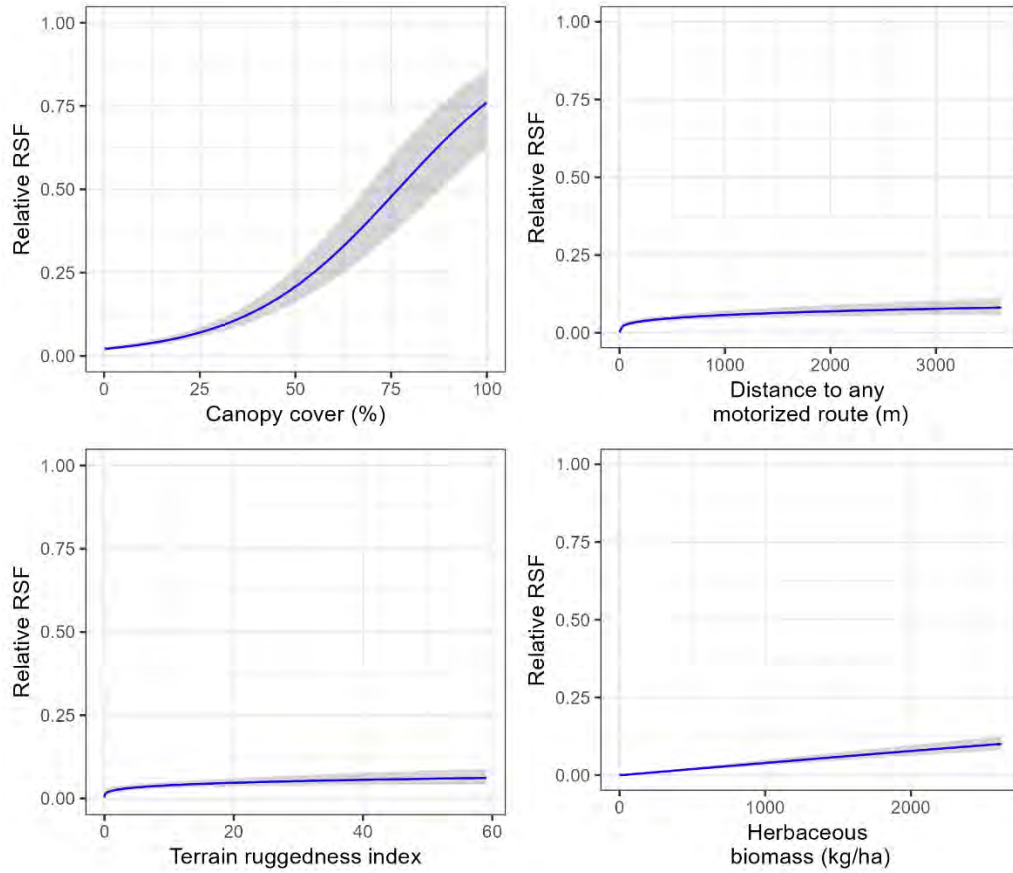 Relative RSF
1.00
0.75
0.50
0.25
0.00
0 25 50 75 100
Canopy cover (%)
Relative RSF
1.00
0.75
0.50
0.25
0.00
0 1000 2000 3000
Distance to any
motorized route (m)
Relative RSF
1.00
0.75
0.50
0.25
0.00
0 20 40 60
Terrain ruggedness index
Relative RSF
1.00
0.75
0.50
0.25
0.00
0 1000 2000
Herbaceous
biomass (kg/ha)